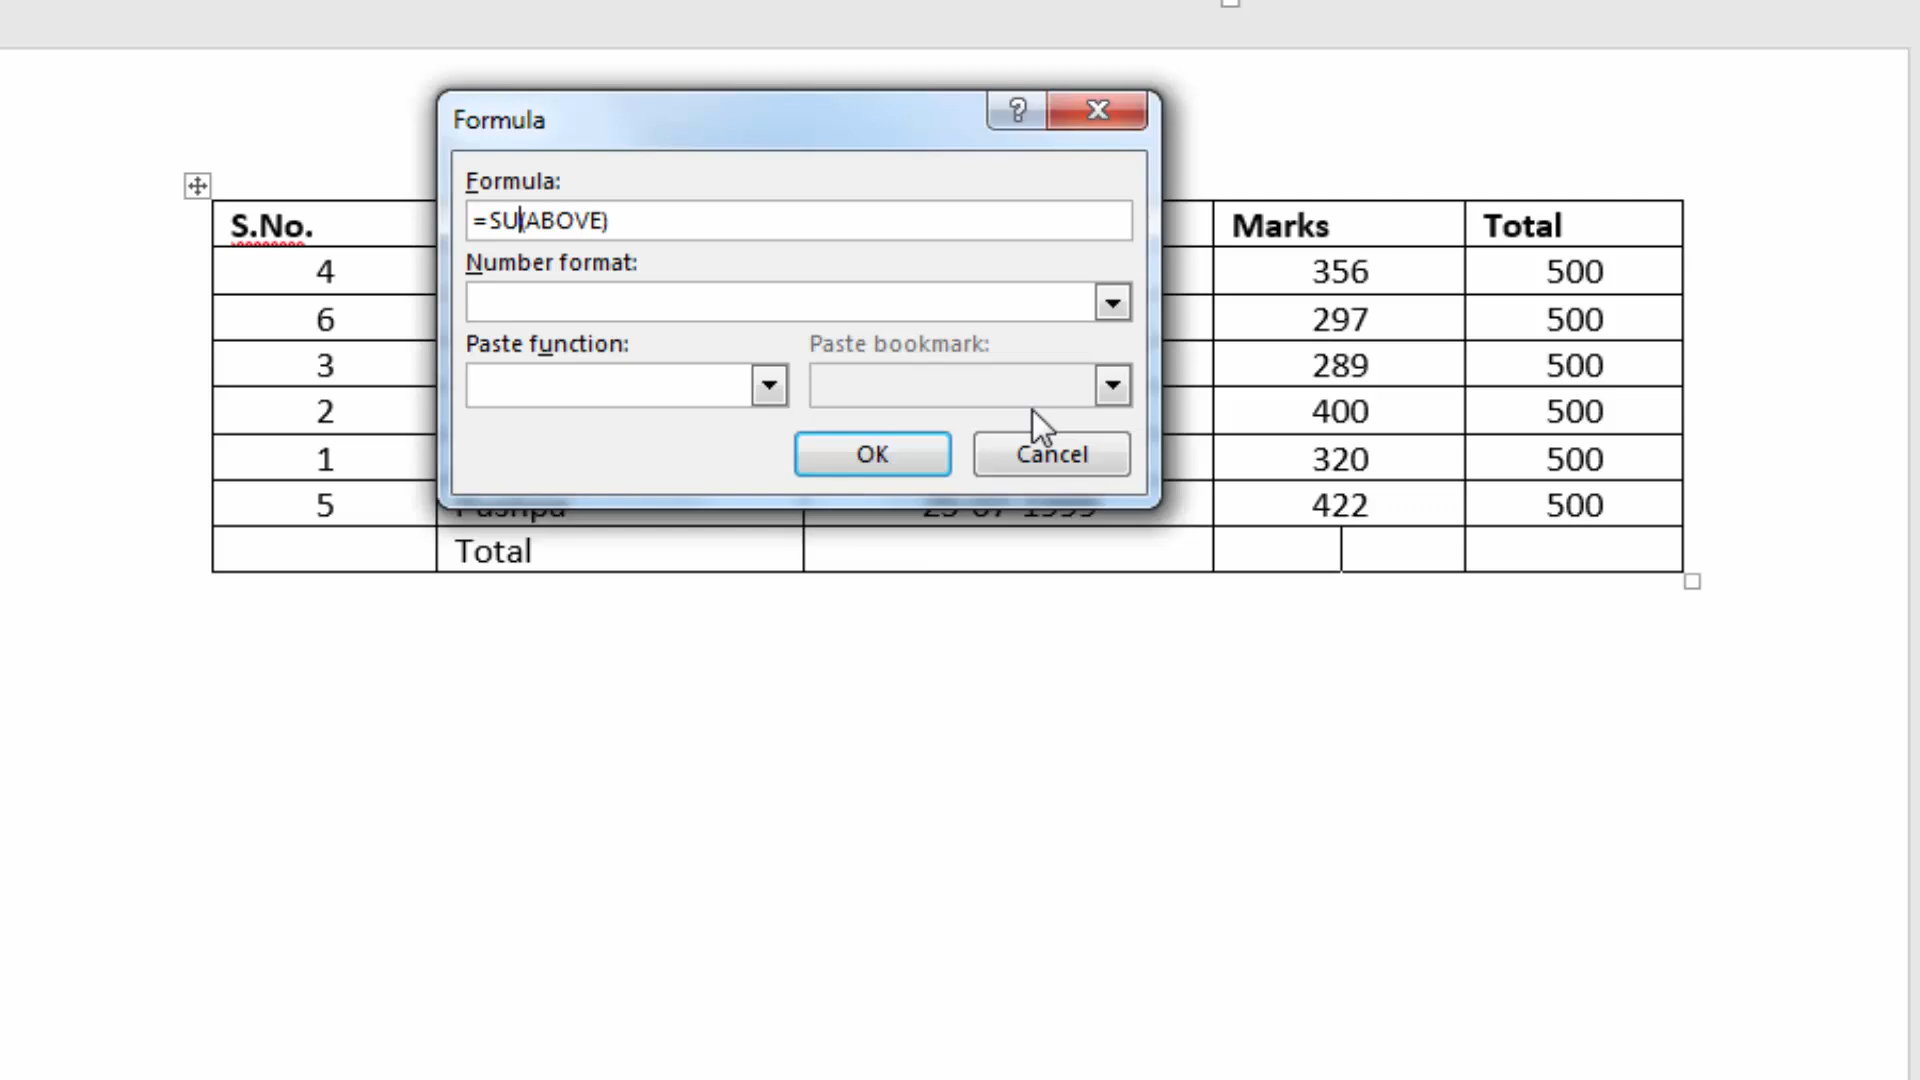 Formula
Formula:
=SU(ABOVE)
Number format:
Paste function: Paste bookmark:
OK Cancel
S.No. Marks Total
4 356 500
6 297 500
3 289 500
2 400 500
1 320 500
5 Pushpa 500
422
Total